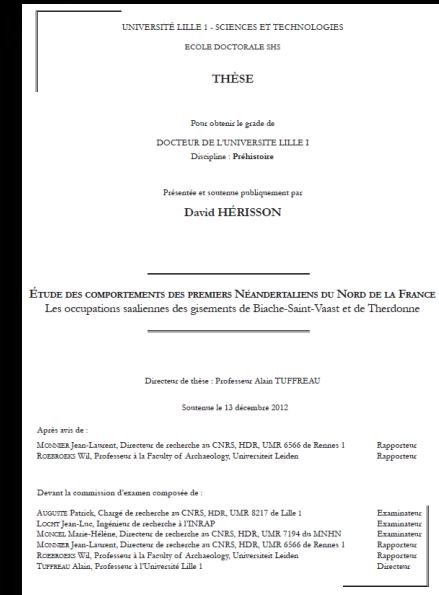 UNIVERSITÉ LILLE 1 - SCIENCES ET TECHNOLOGIES
ECOLE DOCTORALE SHS
THÈSE
Pour obtenir le grade de
DOCTEUR DE L'UNIVERSITE LILLE I
Discipline : Préhistoire
Présentée et soutenue publiquement par
David HÉRISSON
ÉTUDE DES COMPORTEMENTS DES PREMIERS NÉANDERTALIENS DU NORD DE LA FRANCE
Les occupations saaliennes des gisements de Biache-Saint-Vaast et de Therdonne
Directeur de thèse : Professeur Alain TUFFREAU
Soutenue le 13 décembre 2012
Après avis de :
MONNIER Jean-Laurent, Directeur de recherche au CNRS, HDR, UMR 6566 de Rennes 1 Rapporteur
ROEBROEKS Wil, Professeur à la Faculty of Archaeology, Universiteit Leiden Rapporteur
Devant la commission d'examen composée de :
AUGUSTE Patrick, Chargé de recherche au CNRS, HDR, UMR 8217 de Lille 1 Examinateur
LOCHT Jean-Luc, Ingénieur de recherche à l'INRAP Examinateur
MONCEL Marie-Hélène, Directeur de recherche au CNRS, HDR, UMR 7194 du MNHN Examinateur
MONNIER Jean-Laurent, Directeur de recherche au CNRS, HDR, UMR 6566 de Rennes 1 Rapporteur
ROEBROEKS Wil, Professeur à la Faculty of Archaeology, Universiteit Leiden Rapporteur
TUFFREAU Alain, Professeur à l'Université Lille 1 Directeur